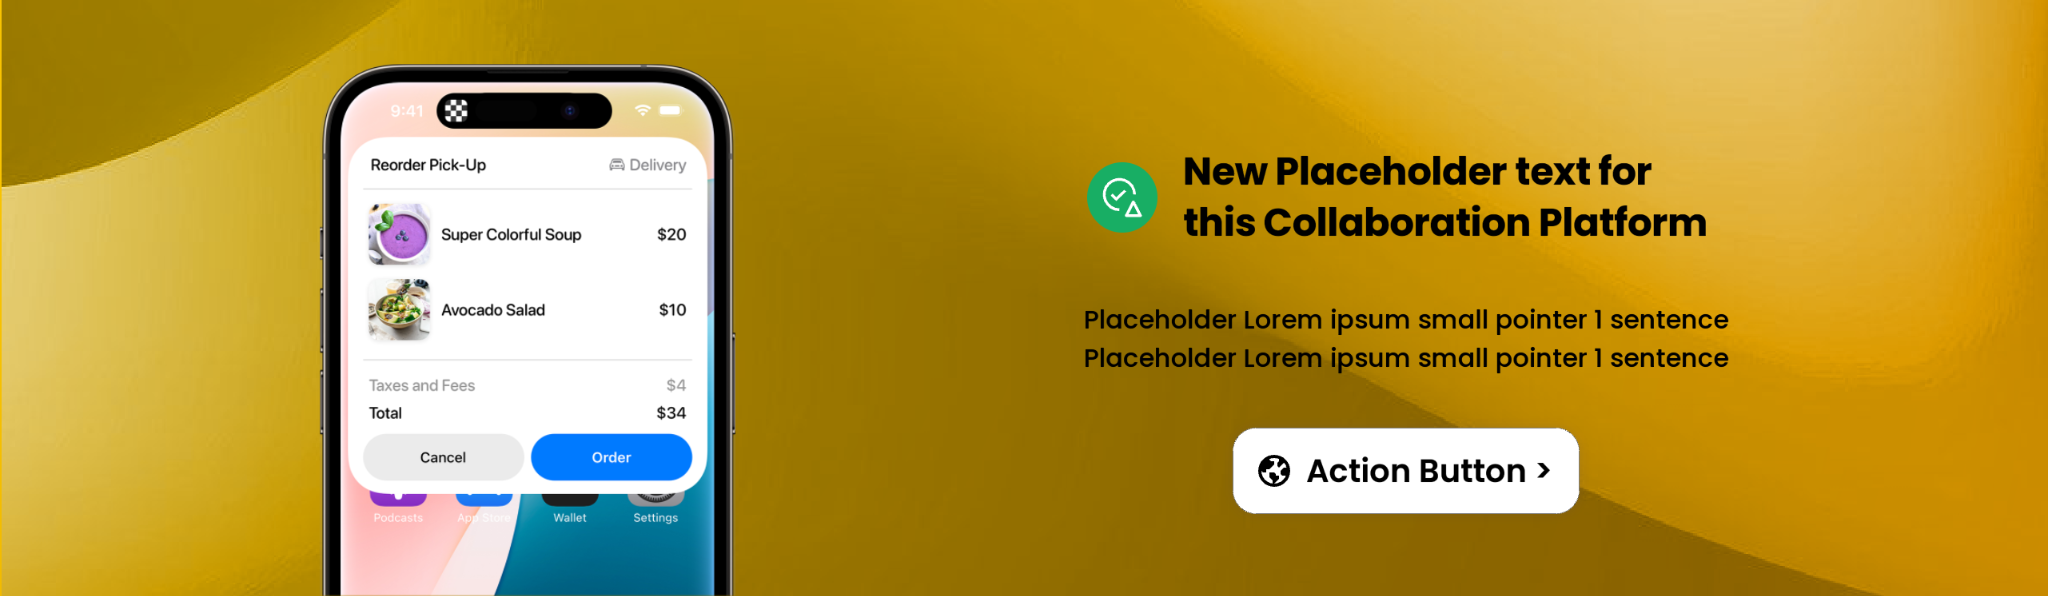 9:41
Reorder Pick-Up
Delivery
Super Colorful Soup
$20
Avocado Salad
$10
Taxes and Fees
$4
Total
$34
Cancel
Order
Podcasts
App Store
Wallet
Settings
New Placeholder text for
this Collaboration Platform
Placeholder Lorem ipsum small pointer 1 sentence
Placeholder Lorem ipsum small pointer 1 sentence
Action Button >